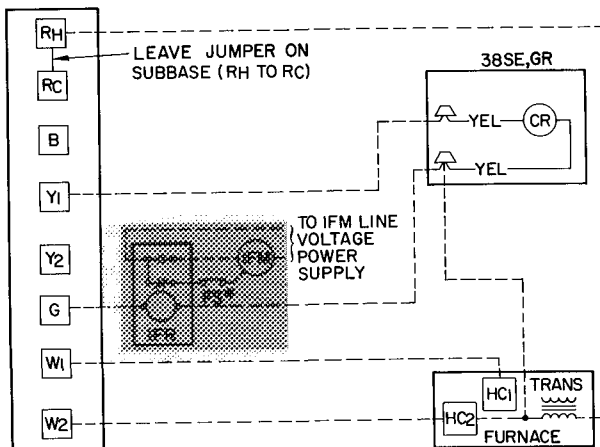 RH
LEAVE JUMPER ON
SUBBASE (RH TO RC)
RC
38SE,GR
B
YEL
CR
YEL
Y1
TO IFM LINE
VOLTAGE
POWER
SUPPLY
Y2
IFM
FS*
G
IFR
W1
HC1
TRANS
W2
HC2
FURNACE